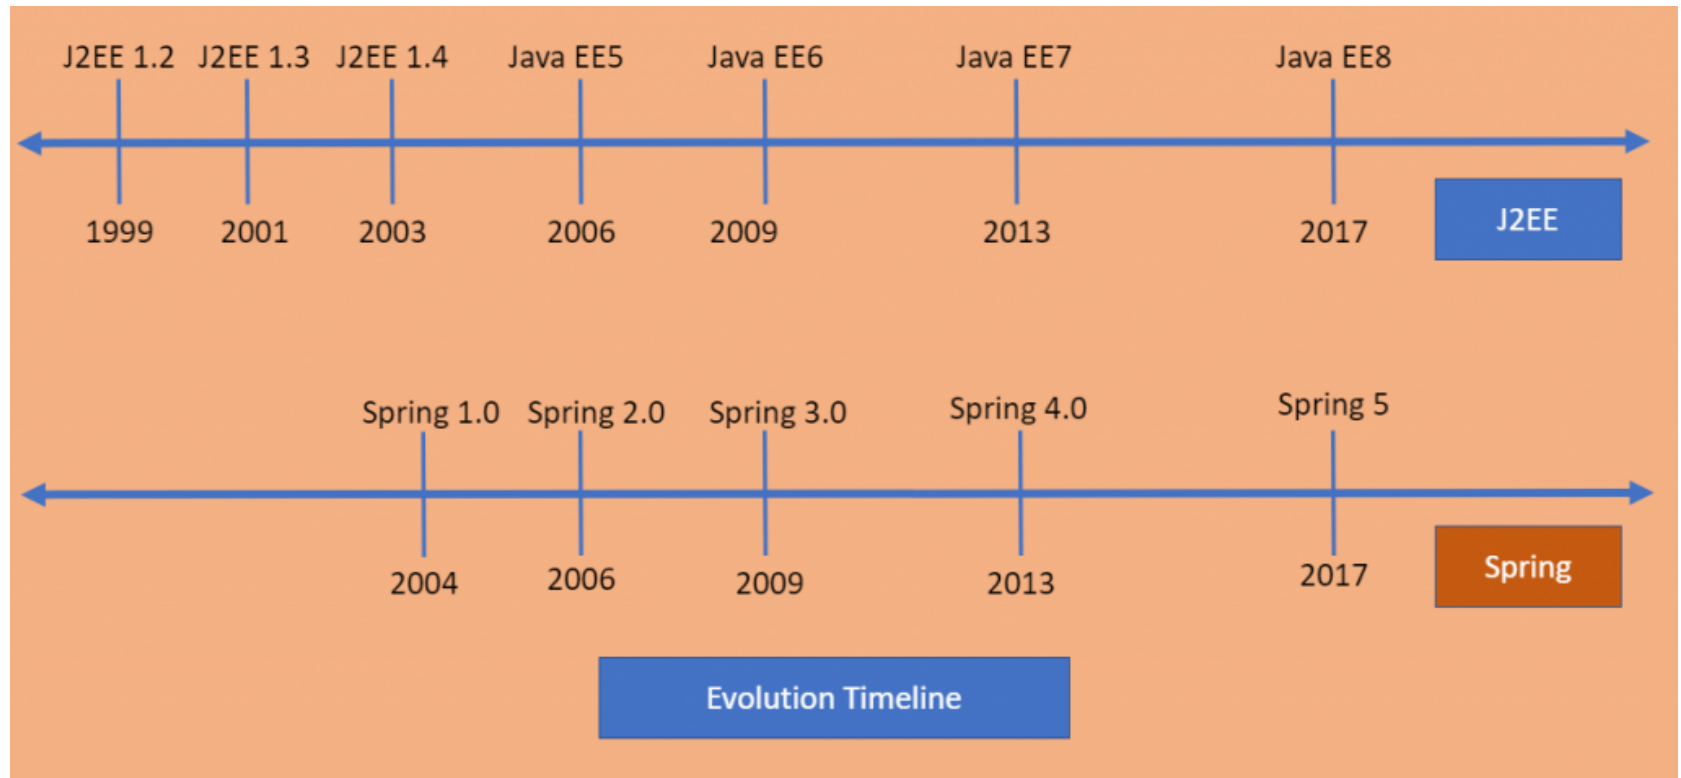 J2EE 1.2 J2EE 1.3 J2EE 1.4 Java EE5 Java EE6 Java EE7 Java EE8
1999 2001 2003 2006 2009 2013 2017
J2EE
Spring 1.0 Spring 2.0 Spring 3.0 Spring 4.0 Spring 5
2004 2006 2009 2013 2017
Spring
Evolution Timeline